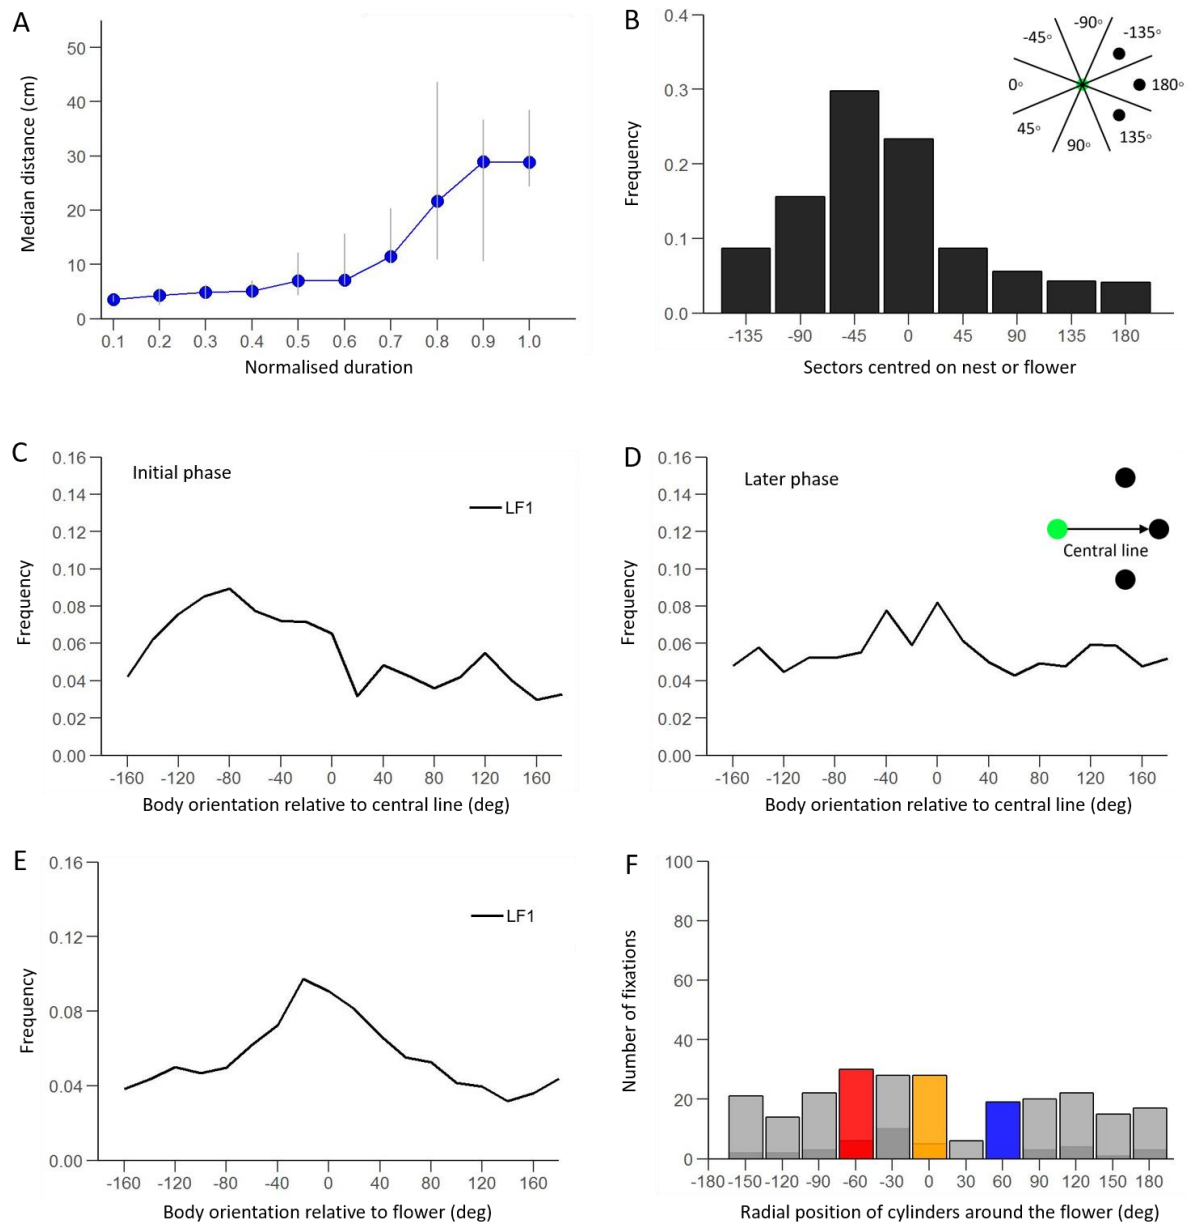 A
50
40
30
20
10
0
Median distance (cm)
0.1 0.2 0.3 0.4 0.5 0.6 0.7 0.8 0.9 1.0
Normalised duration
B
0.4
0.3
0.2
0.1
0.0
Frequency
-90°
-45°
-135°
0°
180°
45°
135°
90°
-135 -90 -45 0 45 90 135 180
Sectors centred on nest or flower
C
0.16
0.14
0.12
0.10
0.08
0.06
0.04
0.02
0.00
Frequency
Initial phase
LF1
-160 -120 -80 -40 0 40 80 120 160
Body orientation relative to central line (deg)
D
0.16
0.14
0.12
0.10
0.08
0.06
0.04
0.02
0.00
Frequency
Later phase
Central line
-160 -120 -80 -40 0 40 80 120 160
Body orientation relative to central line (deg)
E
0.16
0.12
0.08
0.04
0.00
Frequency
LF1
-160 -120 -80 -40 0 40 80 120 160
Body orientation relative to flower (deg)
F
100
80
60
40
20
0
Number of fixations
-180 -150 -120 -90 -60 -30 0 30 60 90 120 150 180
Radial position of cylinders around the flower (deg)